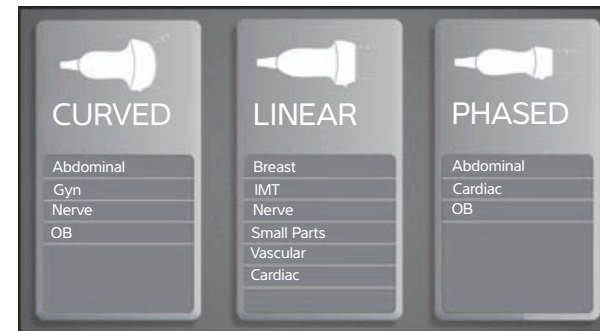 CURVED
Abdominal
Gyn
Nerve
OB
LINEAR
Breast
IMT
Nerve
Small Parts
Vascular
Cardiac
PHASED
Abdominal
Cardiac
OB